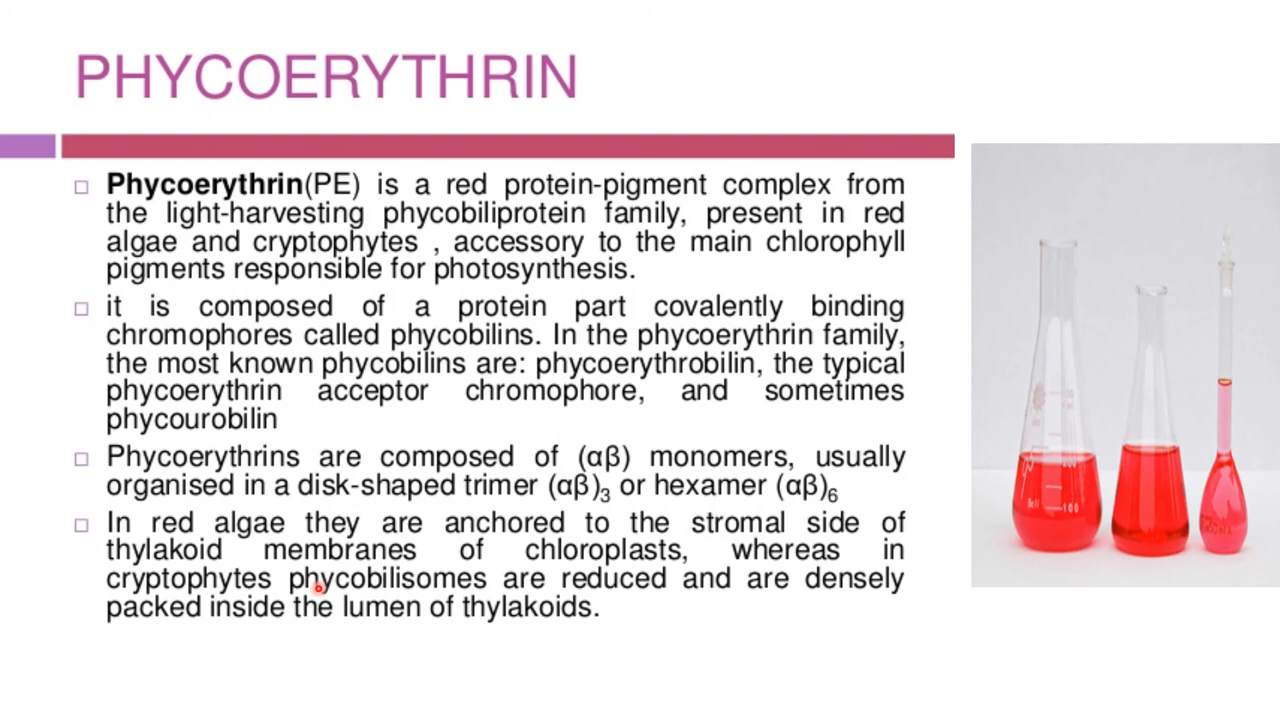 PHYCOERYTHRIN
Phycoerythrin(PE) is a red protein-pigment complex from
the light-harvesting phycobiliprotein family, present in red
algae and cryptophytes , accessory to the main chlorophyll
pigments responsible for photosynthesis.
it is composed of a protein part covalently binding
chromophores called phycobilins. In the phycoerythrin family,
the most known phycobilins are: phycoerythrobilin, the typical
phycoerythrin acceptor chromophore, and sometimes
phycourobilin
Phycoerythrins are composed of (αβ) monomers, usually
organised in a disk-shaped trimer (αβ)₃ or hexamer (αβ)₆
In red algae they are anchored to the stromal side of
thylakoid membranes of chloroplasts, whereas in
cryptophytes phycobilisomes are reduced and are densely
packed inside the lumen of thylakoids.
100